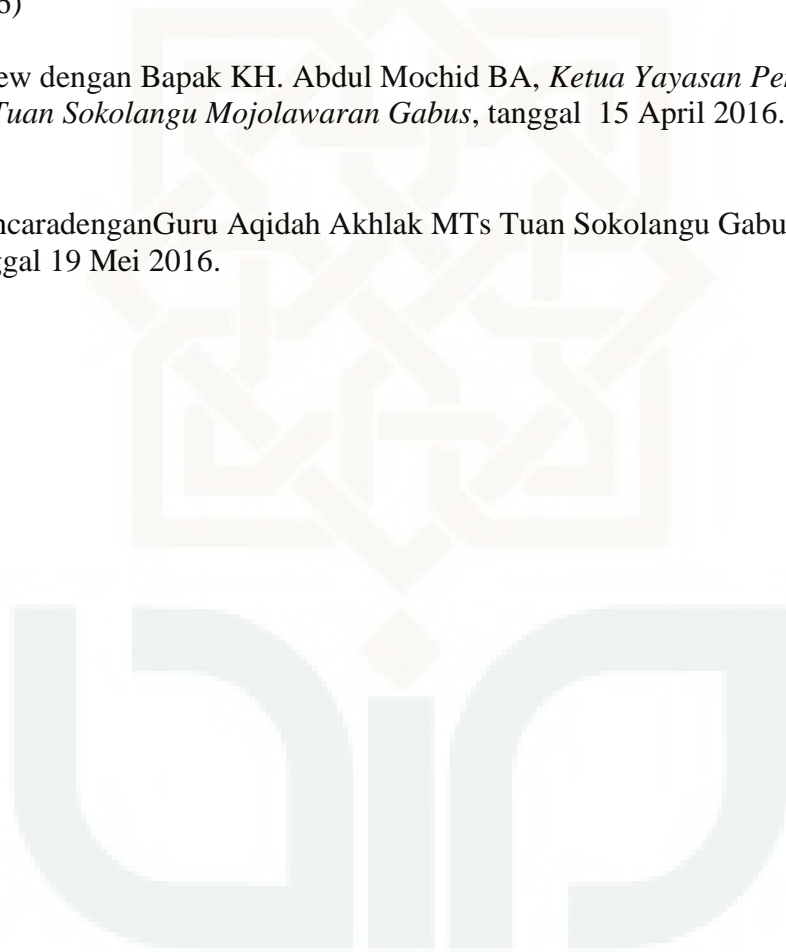 6)
ew dengan Bapak KH. Abdul Mochid BA, Ketua Yayasan Per
Tuan Sokolangu Mojolawaran Gabus, tanggal 15 April 2016.
ncaradenganGuru Aqidah Akhlak MTs Tuan Sokolangu Gabu
ggal 19 Mei 2016.